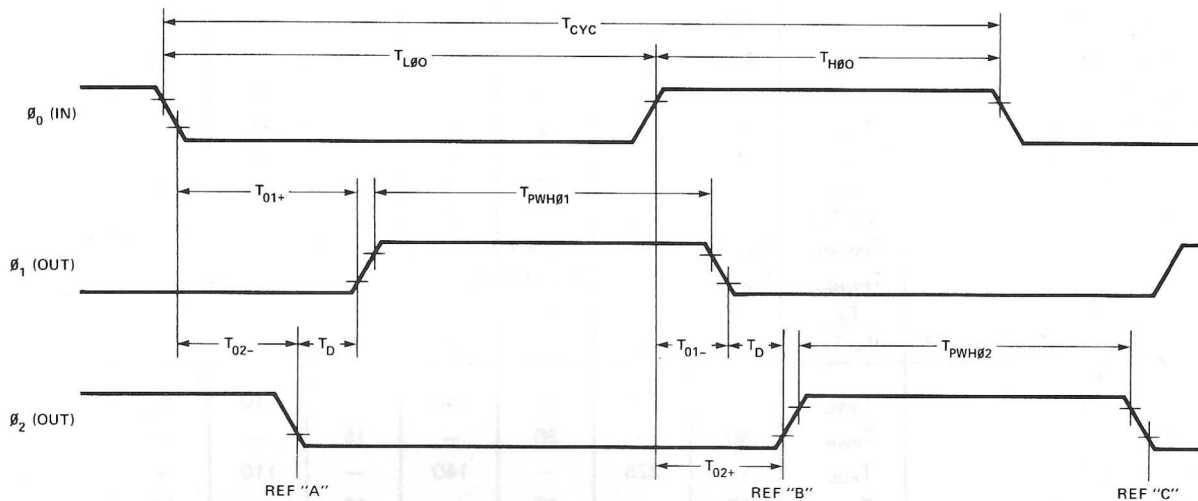 T_CYC
T_LØO T_HØO
Ø_0 (IN)
T_01+ T_PWHØ1
Ø_1 (OUT)
T_02− T_D T_01− T_D T_PWHØ2
Ø_2 (OUT)
T_02+
REF "A" REF "B" REF "C"